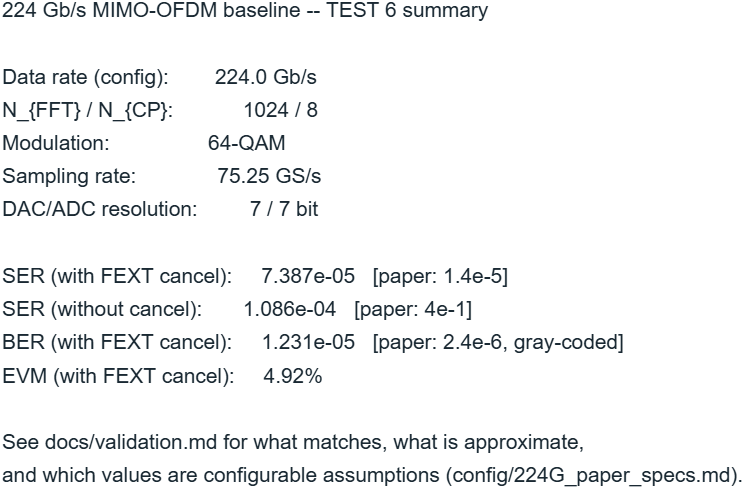 224 Gb/s MIMO-OFDM baseline -- TEST 6 summary
Data rate (config): 224.0 Gb/s
N_{FFT} / N_{CP}: 1024 / 8
Modulation: 64-QAM
Sampling rate: 75.25 GS/s
DAC/ADC resolution: 7 / 7 bit
SER (with FEXT cancel): 7.387e-05 [paper: 1.4e-5]
SER (without cancel): 1.086e-04 [paper: 4e-1]
BER (with FEXT cancel): 1.231e-05 [paper: 2.4e-6, gray-coded]
EVM (with FEXT cancel): 4.92%
See docs/validation.md for what matches, what is approximate,
and which values are configurable assumptions (config/224G_paper_specs.md).